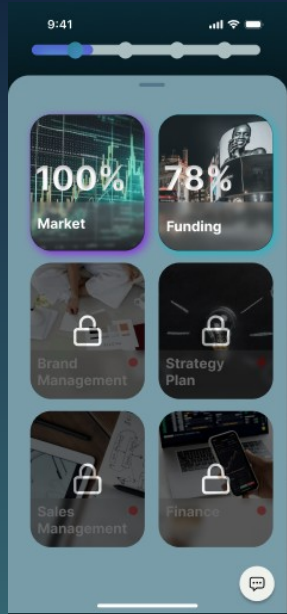 9:41
100%
78%
Market
Funding
Brand
Management
Strategy
Plan
Sales
Management
Finance